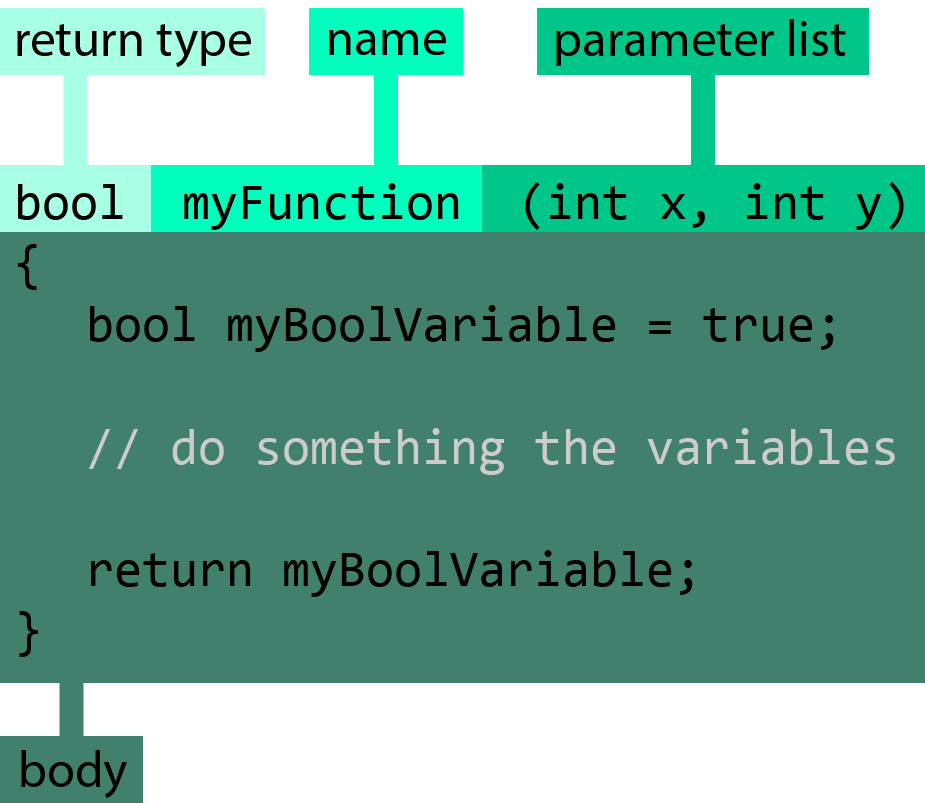 return type name parameter list
bool myFunction (int x, int y)
{
bool myBoolVariable = true;
// do something the variables
return myBoolVariable;
}
body